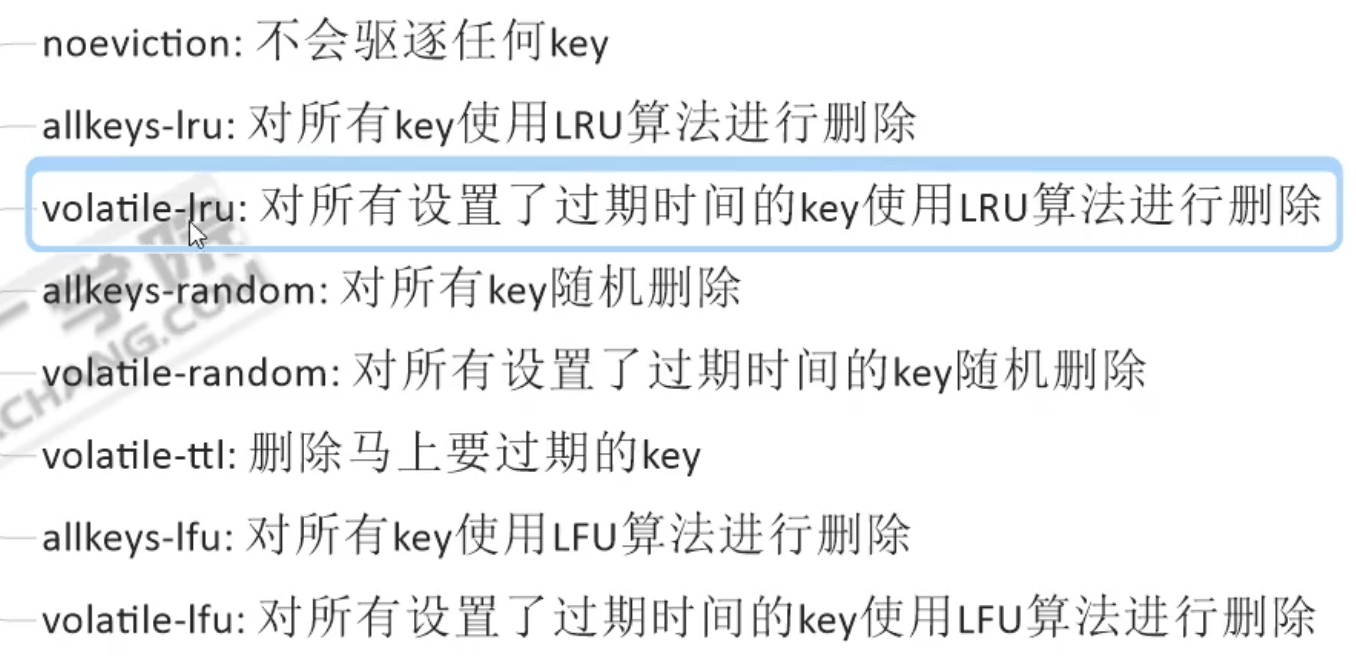 noeviction: 不会驱逐任何key
allkeys-lru: 对所有key使用LRU算法进行删除
volatile-lru: 对所有设置了过期时间的key使用LRU算法进行删除
allkeys-random: 对所有key随机删除
volatile-random: 对所有设置了过期时间的key随机删除
volatile-ttl: 删除马上要过期的key
allkeys-lfu: 对所有key使用LFU算法进行删除
volatile-lfu: 对所有设置了过期时间的key使用LFU算法进行删除